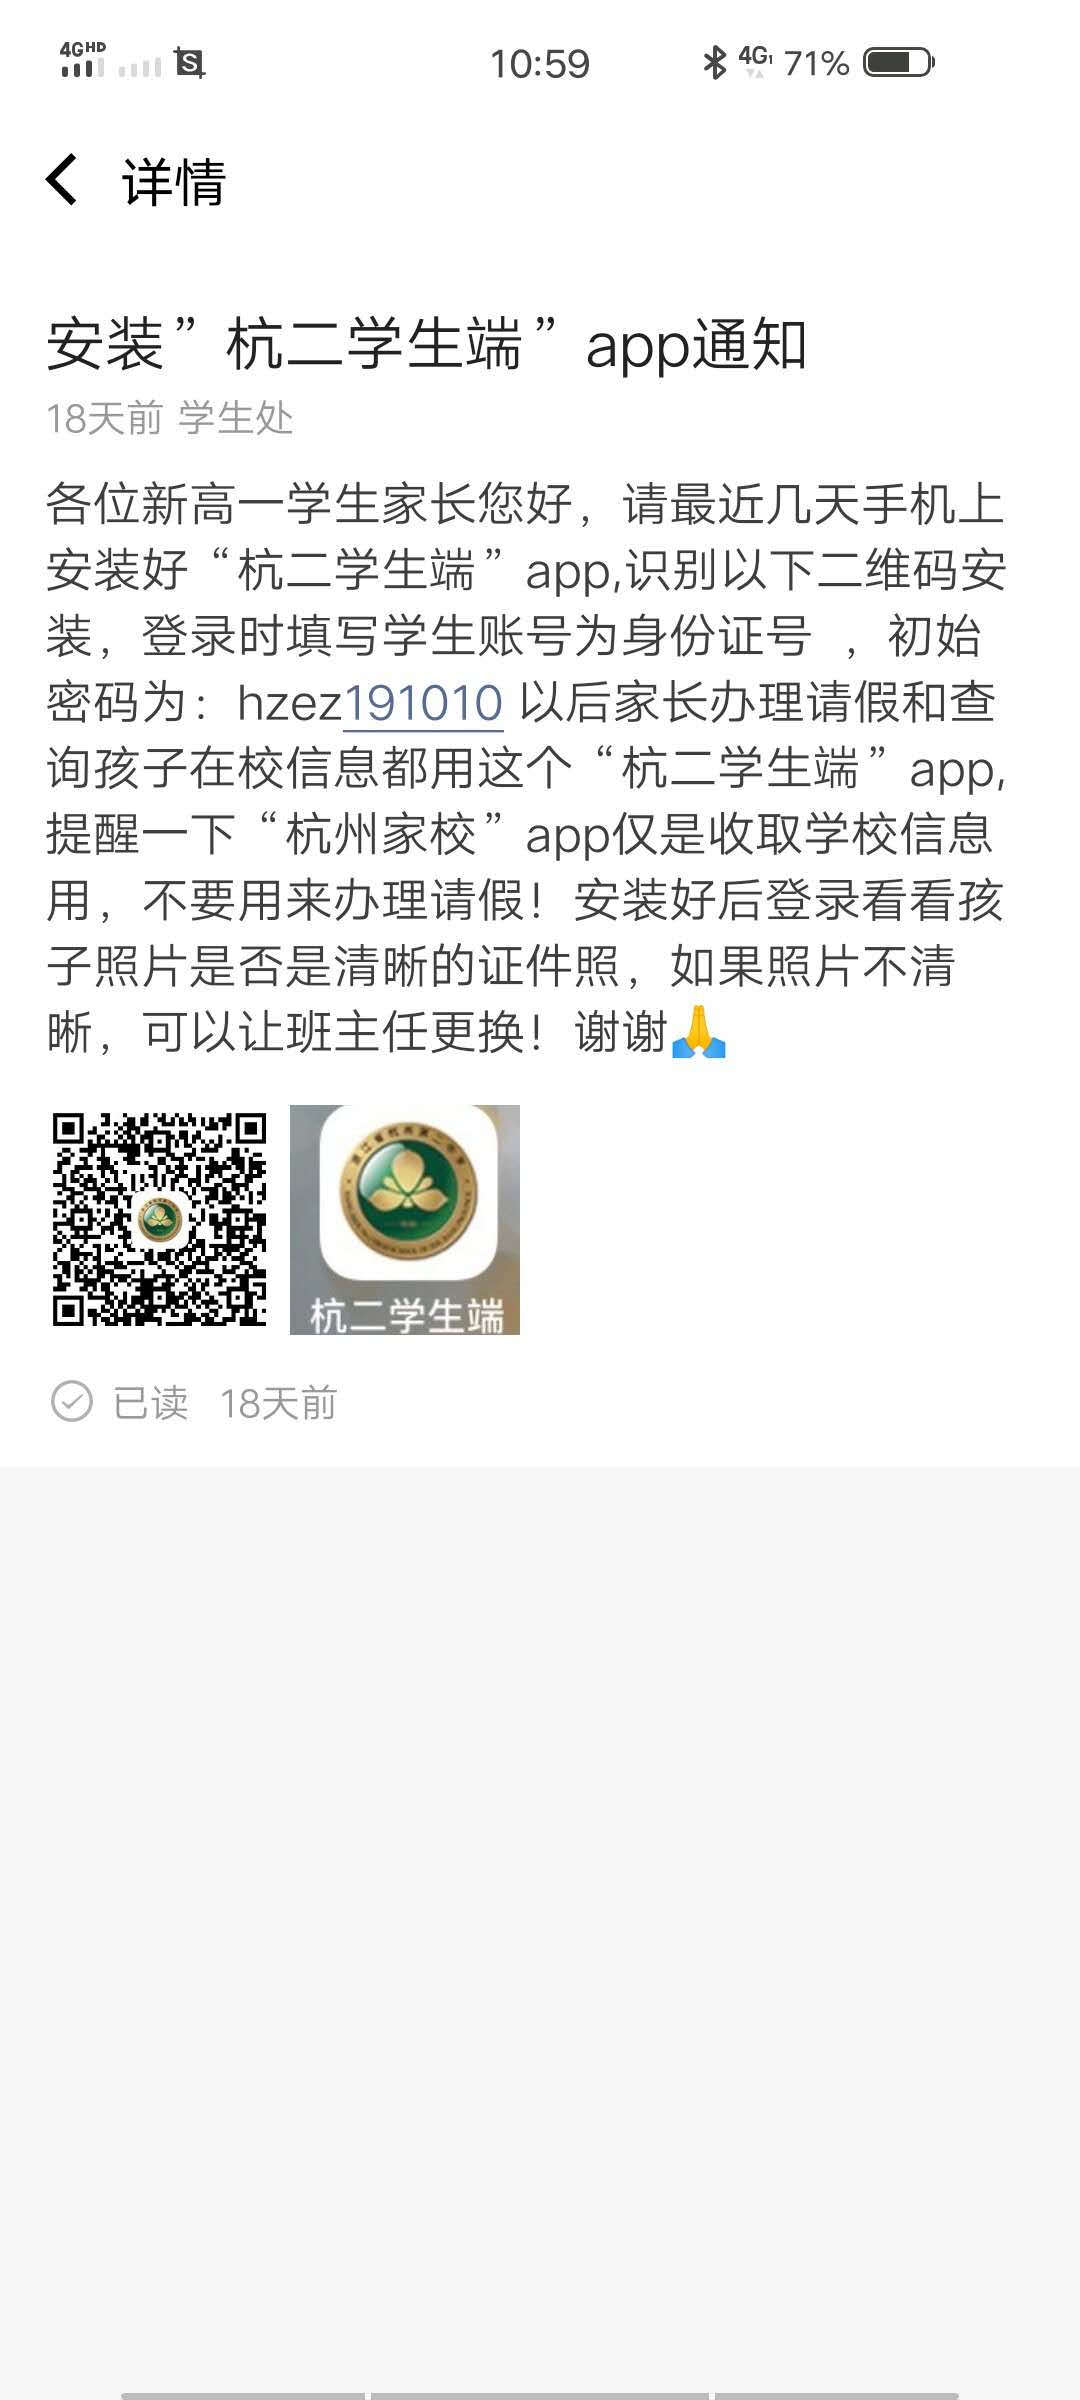 4G HD
10:59
4G 71%
详情
安装”杭二学生端”app通知
18天前 学生处
各位新高一学生家长您好，请最近几天手机上
安装好“杭二学生端”app,识别以下二维码安
装，登录时填写学生账号为身份证号 ，初始
密码为：hzez191010 以后家长办理请假和查
询孩子在校信息都用这个“杭二学生端”app,
提醒一下“杭州家校”app仅是收取学校信息
用，不要用来办理请假！安装好后登录看看孩
子照片是否是清晰的证件照，如果照片不清
晰，可以让班主任更换！谢谢🙏
杭二学生端
已读 18天前